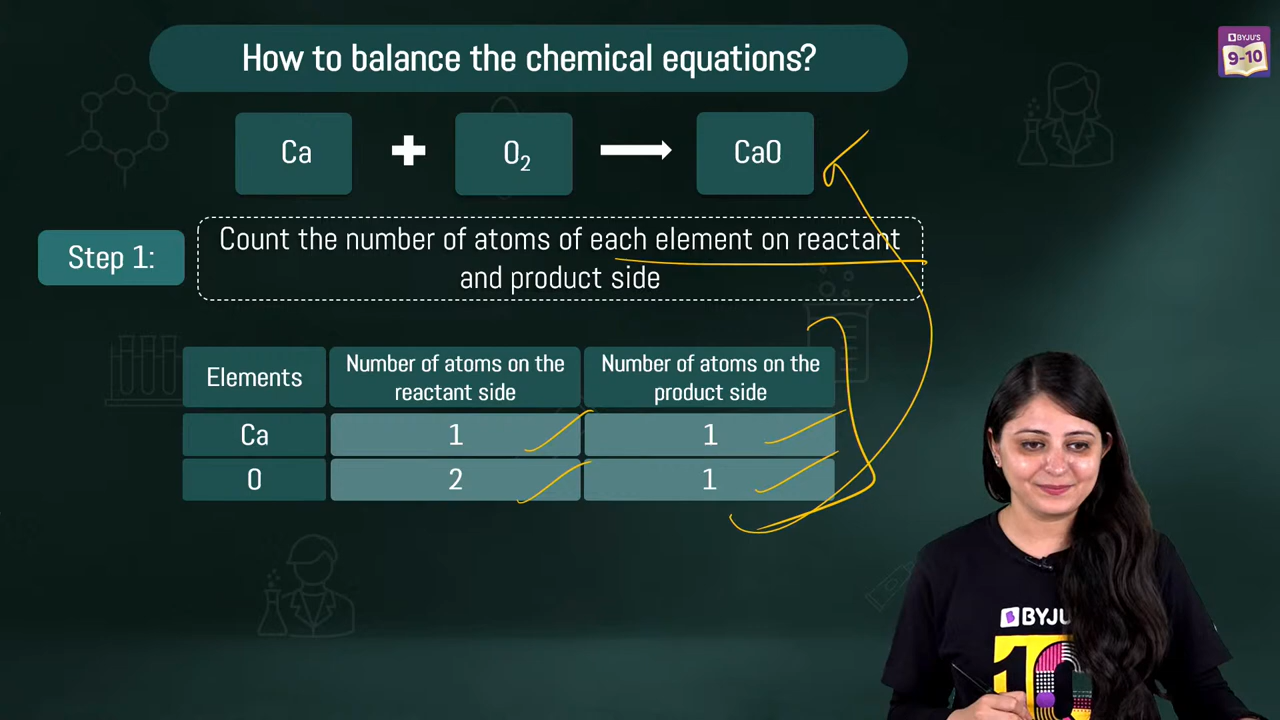 How to balance the chemical equations?
BYJU'S
9-10
Ca + O₂ → CaO
Step 1:
Count the number of atoms of each element on reactant
and product side
Elements
Number of atoms on the
reactant side
Number of atoms on the
product side
Ca 1 1
O 2 1
BYJU
10